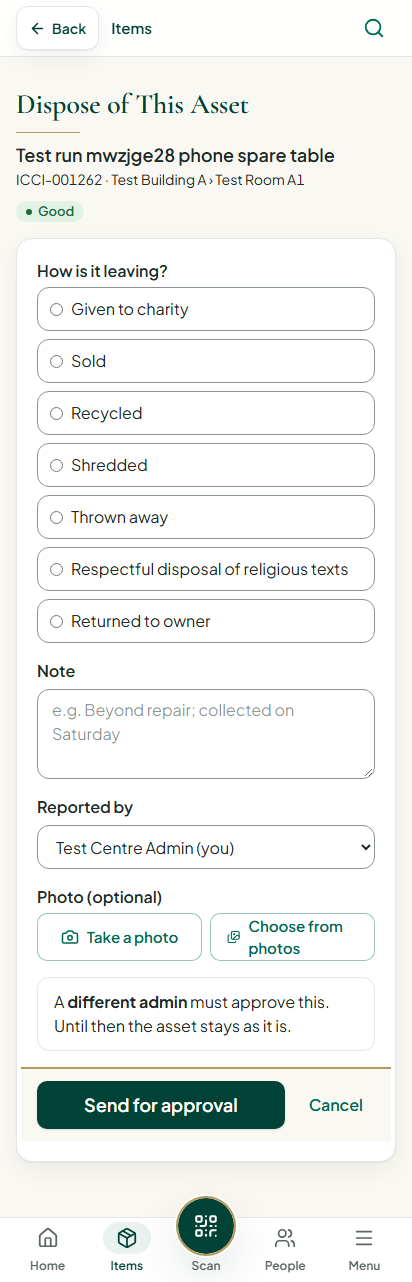 Back
Items
Dispose of This Asset
Test run mwzjge28 phone spare table
ICCI-001262 · Test Building A › Test Room A1
Good
How is it leaving?
Given to charity
Sold
Recycled
Shredded
Thrown away
Respectful disposal of religious texts
Returned to owner
Note
e.g. Beyond repair; collected on
Saturday
Reported by
Test Centre Admin (you)
Photo (optional)
Take a photo
Choose from
photos
A different admin must approve this.
Until then the asset stays as it is.
Send for approval
Cancel
Home
Items
Scan
People
Menu